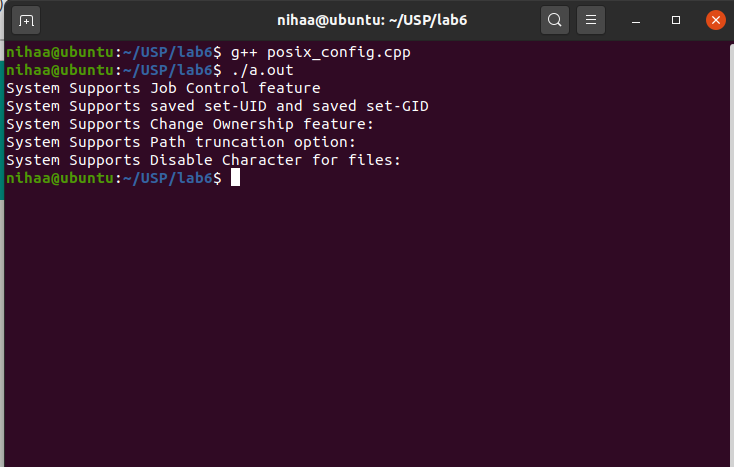 nihaa@ubuntu: ~/USP/lab6
nihaa@ubuntu:~/USP/lab6$ g++ posix_config.cpp
nihaa@ubuntu:~/USP/lab6$ ./a.out
System Supports Job Control feature
System Supports saved set-UID and saved set-GID
System Supports Change Ownership feature:
System Supports Path truncation option:
System Supports Disable Character for files:
nihaa@ubuntu:~/USP/lab6$